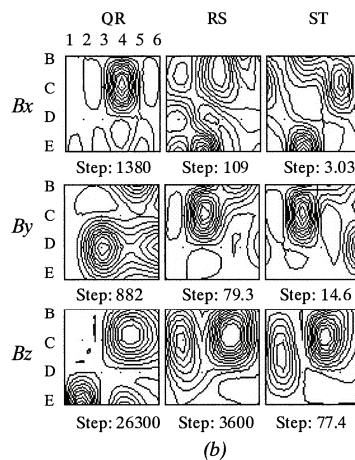 QR RS ST
1 2 3 4 5 6
B
C
Bx
D
E
Step: 1380 Step: 109 Step: 3.03
B
C
By
D
E
Step: 882 Step: 79.3 Step: 14.6
B
C
Bz
D
E
Step: 26300 Step: 3600 Step: 77.4
(b)